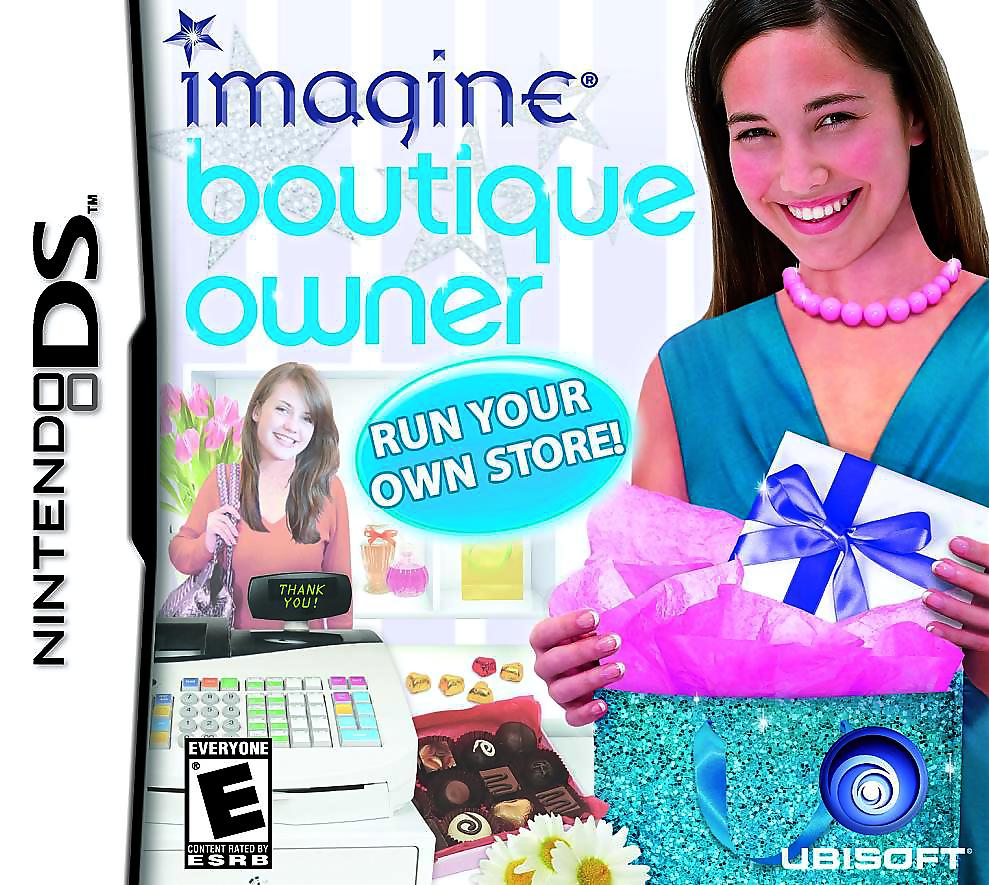 NINTENDO DS™
imagine®
boutique
owner
RUN YOUR
OWN STORE!
THANK
YOU!
EVERYONE
E®
CONTENT RATED BY
ESRB
UBISOFT®